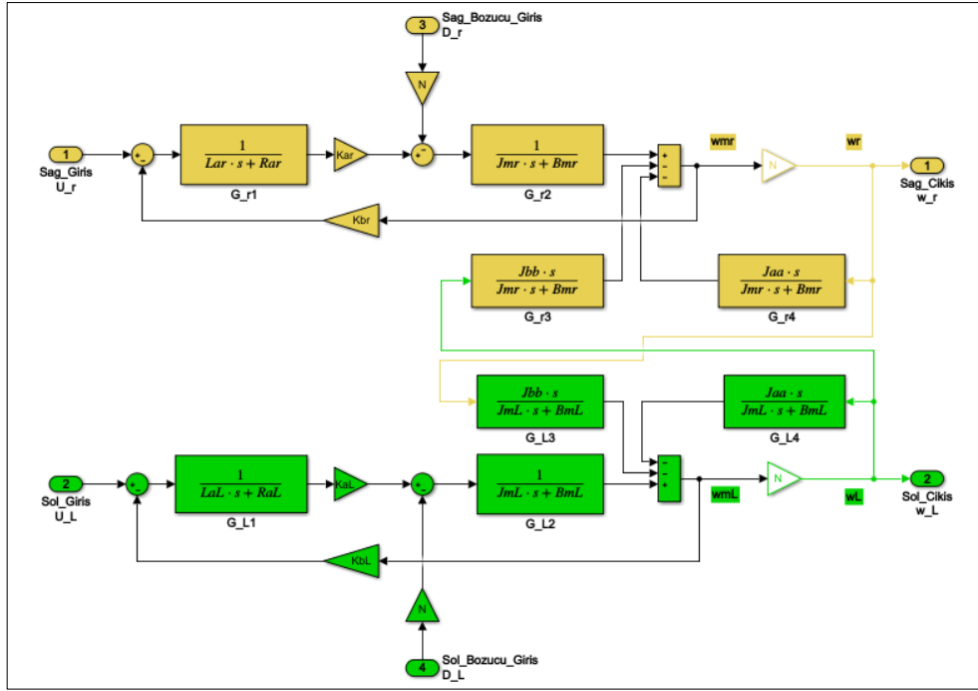 3
Sag_Bozucu_Giris
D_r
N
1
Sag_Giris
U_r
+
-
1
Lar · s + Rar
G_r1
Kar
+
-
1
Jmr · s + Bmr
G_r2
+
-
-
wmr
N
wr
1
Sag_Cikis
w_r
Kbr
Jbb · s
Jmr · s + Bmr
G_r3
Jaa · s
Jmr · s + Bmr
G_r4
Jbb · s
JmL · s + BmL
G_L3
Jaa · s
JmL · s + BmL
G_L4
2
Sol_Giris
U_L
+
-
1
LaL · s + RaL
G_L1
KaL
+
-
1
JmL · s + BmL
G_L2
-
-
+
wmL
N
wL
2
Sol_Cikis
w_L
KbL
N
4
Sol_Bozucu_Giris
D_L